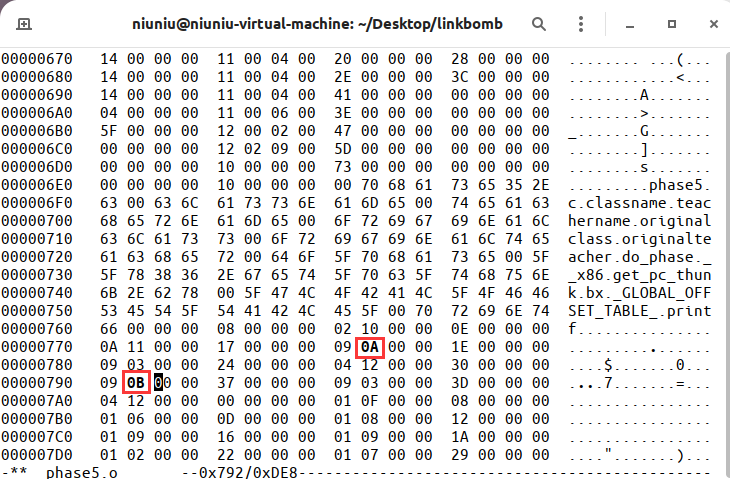 niuniu@niuniu-virtual-machine: ~/Desktop/linkbomb
00000670 14 00 00 00 11 00 04 00 20 00 00 00 28 00 00 00 ........ ...(...
00000680 14 00 00 00 11 00 04 00 2E 00 00 00 3C 00 00 00 ............<...
00000690 14 00 00 00 11 00 04 00 41 00 00 00 00 00 00 00 ........A.......
000006A0 04 00 00 00 11 00 06 00 3E 00 00 00 00 00 00 00 ........>.......
000006B0 5F 00 00 00 12 00 02 00 47 00 00 00 00 00 00 00 _.......G.......
000006C0 00 00 00 00 12 02 09 00 5D 00 00 00 00 00 00 00 ........].......
000006D0 00 00 00 00 10 00 00 00 73 00 00 00 00 00 00 00 ........s.......
000006E0 00 00 00 00 10 00 00 00 00 70 68 61 73 65 35 2E .........phase5.
000006F0 63 00 63 6C 61 73 73 6E 61 6D 65 00 74 65 61 63 c.classname.teac
00000700 68 65 72 6E 61 6D 65 00 6F 72 69 67 69 6E 61 6C hername.original
00000710 63 6C 61 73 73 00 6F 72 69 67 69 6E 61 6C 74 65 class.originalte
00000720 61 63 68 65 72 00 64 6F 5F 70 68 61 73 65 00 5F acher.do_phase._
00000730 5F 78 38 36 2E 67 65 74 5F 70 63 5F 74 68 75 6E _x86.get_pc_thun
00000740 6B 2E 62 78 00 5F 47 4C 4F 42 41 4C 5F 4F 46 46 k.bx._GLOBAL_OFF
00000750 53 45 54 5F 54 41 42 4C 45 5F 00 70 72 69 6E 74 SET_TABLE_.print
00000760 66 00 00 00 08 00 00 00 02 10 00 00 0E 00 00 00 f...............
00000770 0A 11 00 00 17 00 00 00 09 0A 00 00 1E 00 00 00 ................
00000780 09 03 00 00 24 00 00 00 04 12 00 00 30 00 00 00 ....$.......0...
00000790 09 0B 00 00 37 00 00 00 09 03 00 00 3D 00 00 00 ....7.......=...
000007A0 04 12 00 00 00 00 00 00 01 0F 00 00 08 00 00 00 ................
000007B0 01 06 00 00 0D 00 00 00 01 08 00 00 12 00 00 00 ................
000007C0 01 09 00 00 16 00 00 00 01 09 00 00 1A 00 00 00 ................
000007D0 01 02 00 00 22 00 00 00 01 07 00 00 29 00 00 00 ....".......)...
-** phase5.o --0x792/0xDE8--------------------------------------------------------